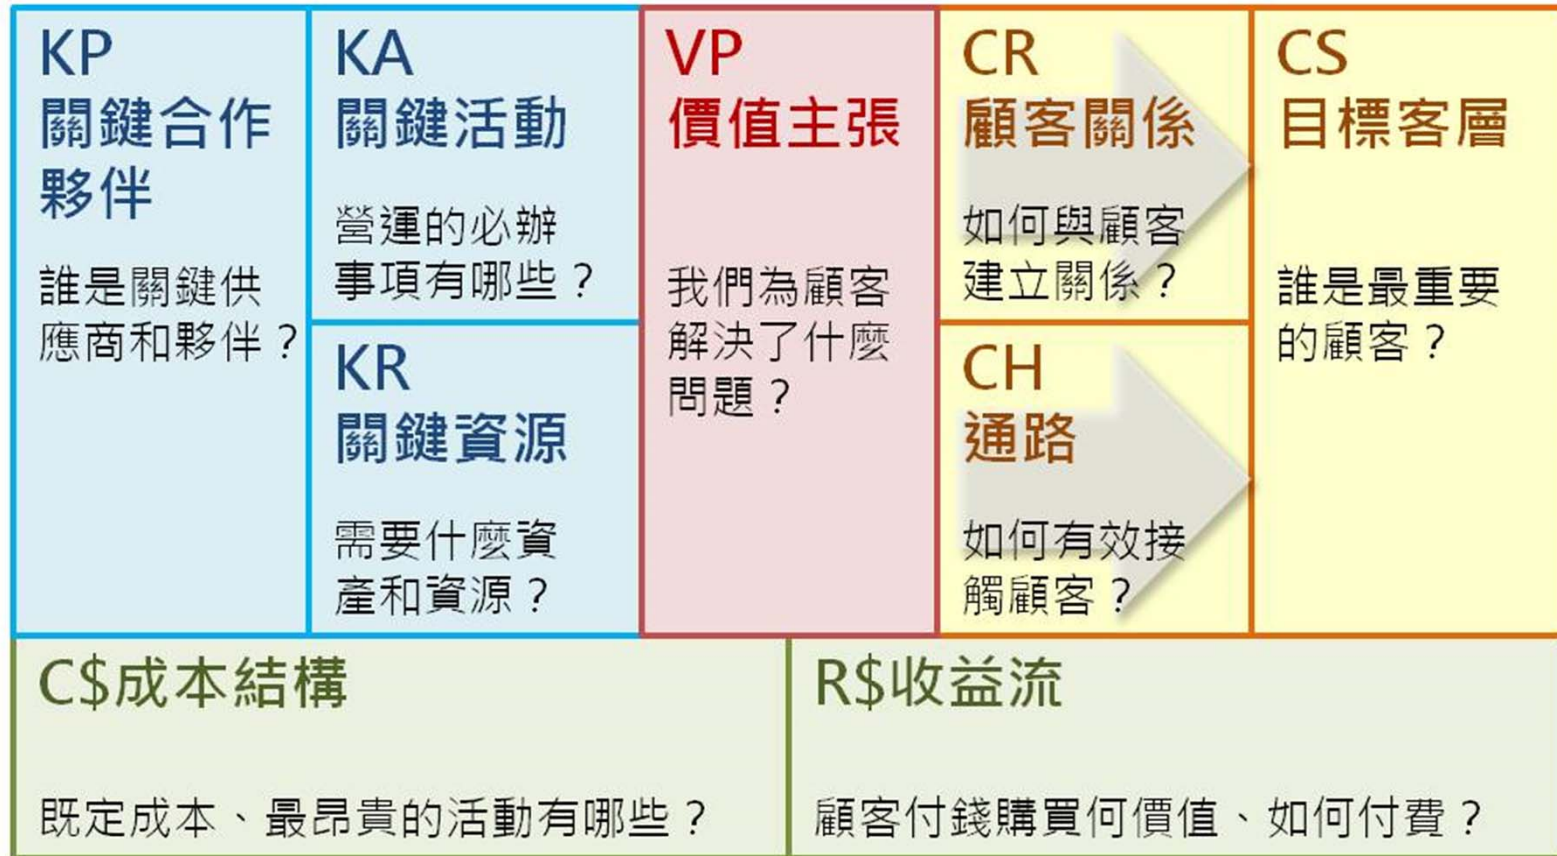 KP
關鍵合作
夥伴
誰是關鍵供
應商和夥伴？
KA
關鍵活動
營運的必辦
事項有哪些？
KR
關鍵資源
需要什麼資
產和資源？
VP
價值主張
我們為顧客
解決了什麼
問題？
CR
顧客關係
如何與顧客
建立關係？
CH
通路
如何有效接
觸顧客？
CS
目標客層
誰是最重要
的顧客？
C$成本結構
既定成本、最昂貴的活動有哪些？
R$收益流
顧客付錢購買何價值、如何付費？